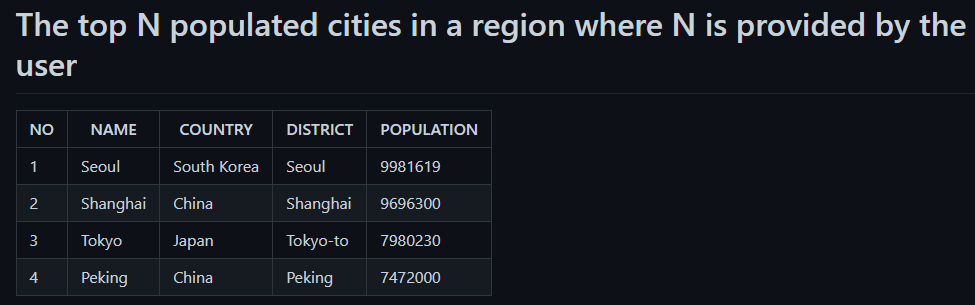 The top N populated cities in a region where N is provided by the
user
NO NAME COUNTRY DISTRICT POPULATION
1 Seoul South Korea Seoul 9981619
2 Shanghai China Shanghai 9696300
3 Tokyo Japan Tokyo-to 7980230
4 Peking China Peking 7472000